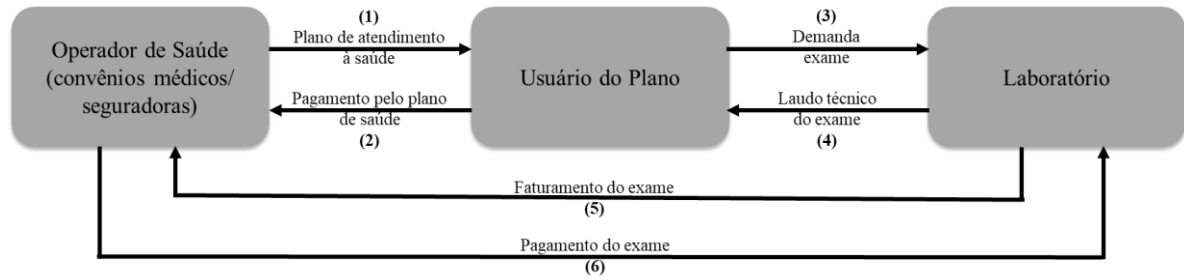 (1)
Plano de atendimento
à saúde
Operador de Saúde
(convênios médicos/
seguradoras)
Pagamento pelo plano
de saúde
(2)
Usuário do Plano
(3)
Demanda
exame
Laudo técnico
do exame
(4)
Laboratório
Faturamento do exame
(5)
Pagamento do exame
(6)